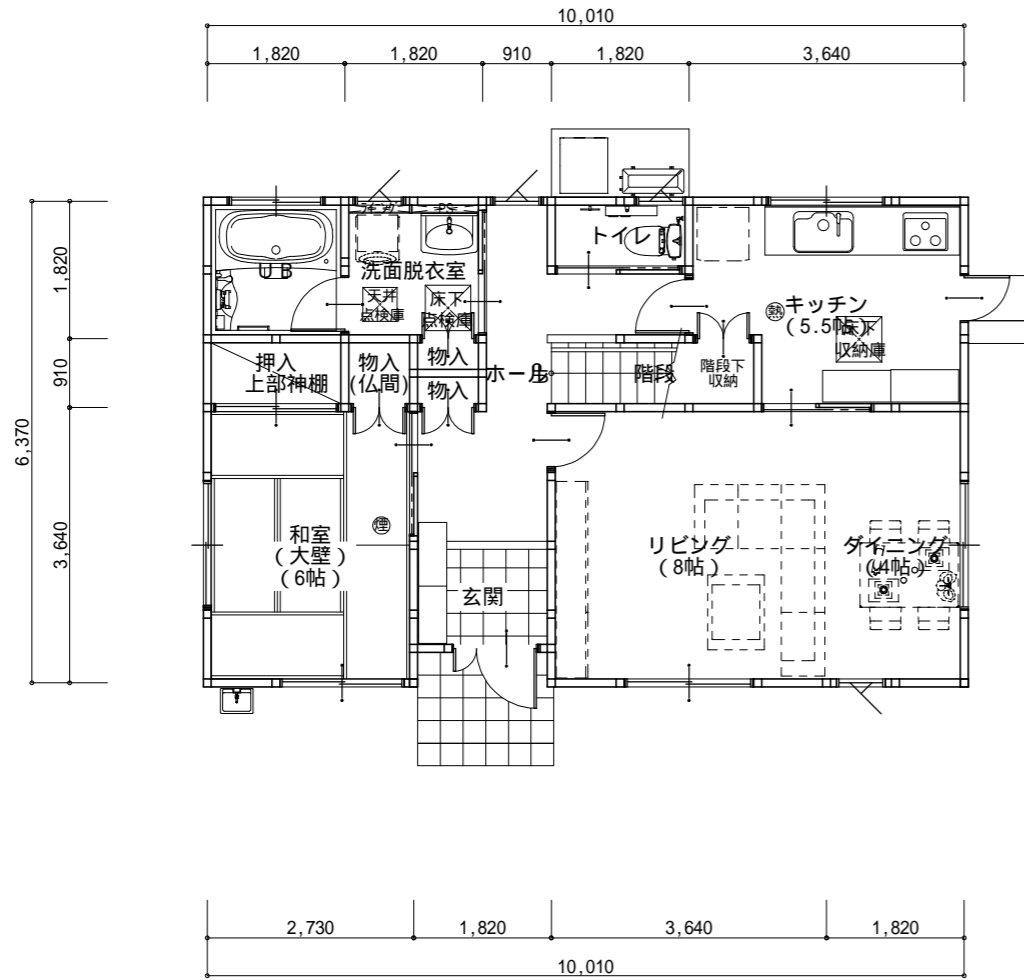 10,010
1,820
1,820
910
1,820
3,640
トイレ
UB
洗面脱衣室
PS
天井
点検庫
床下
点検庫
熱
キッチン
(5.5帖)
床下
収納庫
1,820
押入
上部神棚
物入
(仏間)
物入
物入
ホール
階段
階段下
収納
910
6,370
3,640
和室
(大壁)
(6帖)
煙
リビング
(8帖)
ダイニング
(4帖)
玄関
2,730
1,820
3,640
1,820
10,010